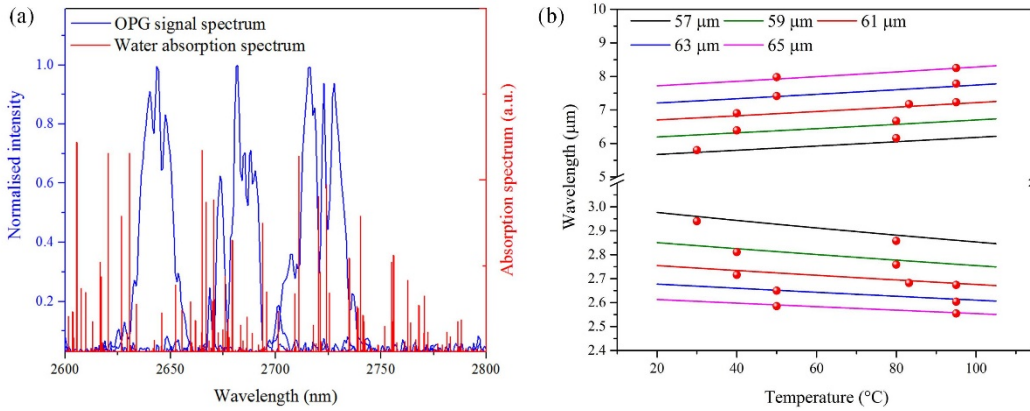 (a)
OPG signal spectrum
Water absorption spectrum
Normalised intensity
1.0
0.8
0.6
0.4
0.2
2600
2650
2700
2750
2800
Wavelength (nm)
Absorption spectrum (a.u.)
(b)
57 μm
59 μm
61 μm
63 μm
65 μm
Wavelength (μm)
9
8
7
6
5
3.0
2.9
2.8
2.7
2.6
2.5
2.4
20
40
60
80
100
Temperature (°C)